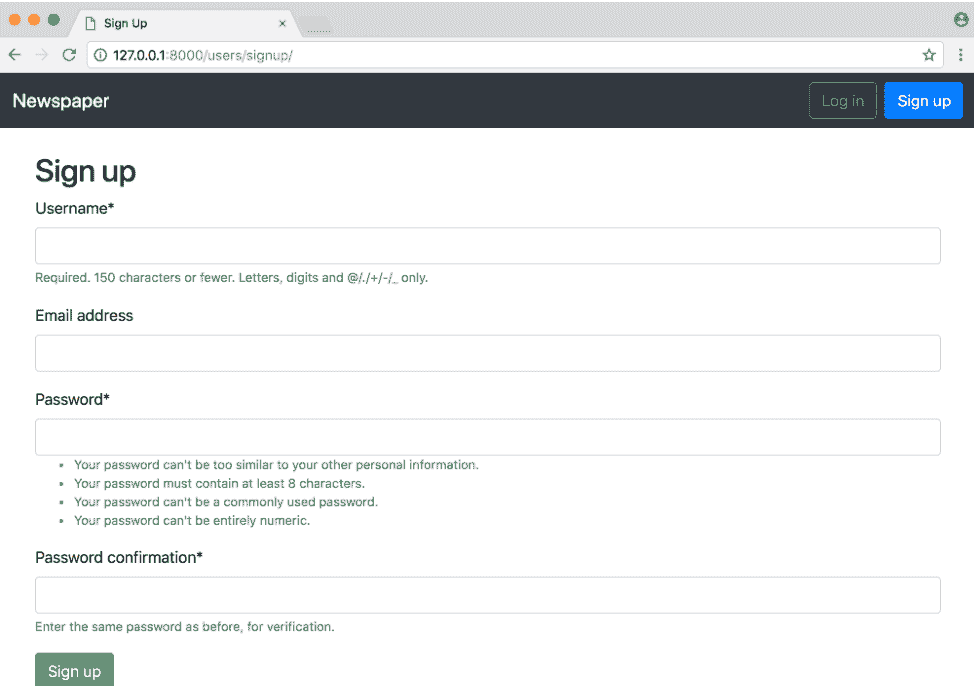 Sign Up
127.0.0.1:8000/users/signup/
Newspaper
Log in
Sign up
Sign up
Username*
Required. 150 characters or fewer. Letters, digits and @/./+/-/_ only.
Email address
Password*
Your password can't be too similar to your other personal information.
Your password must contain at least 8 characters.
Your password can't be a commonly used password.
Your password can't be entirely numeric.
Password confirmation*
Enter the same password as before, for verification.
Sign up